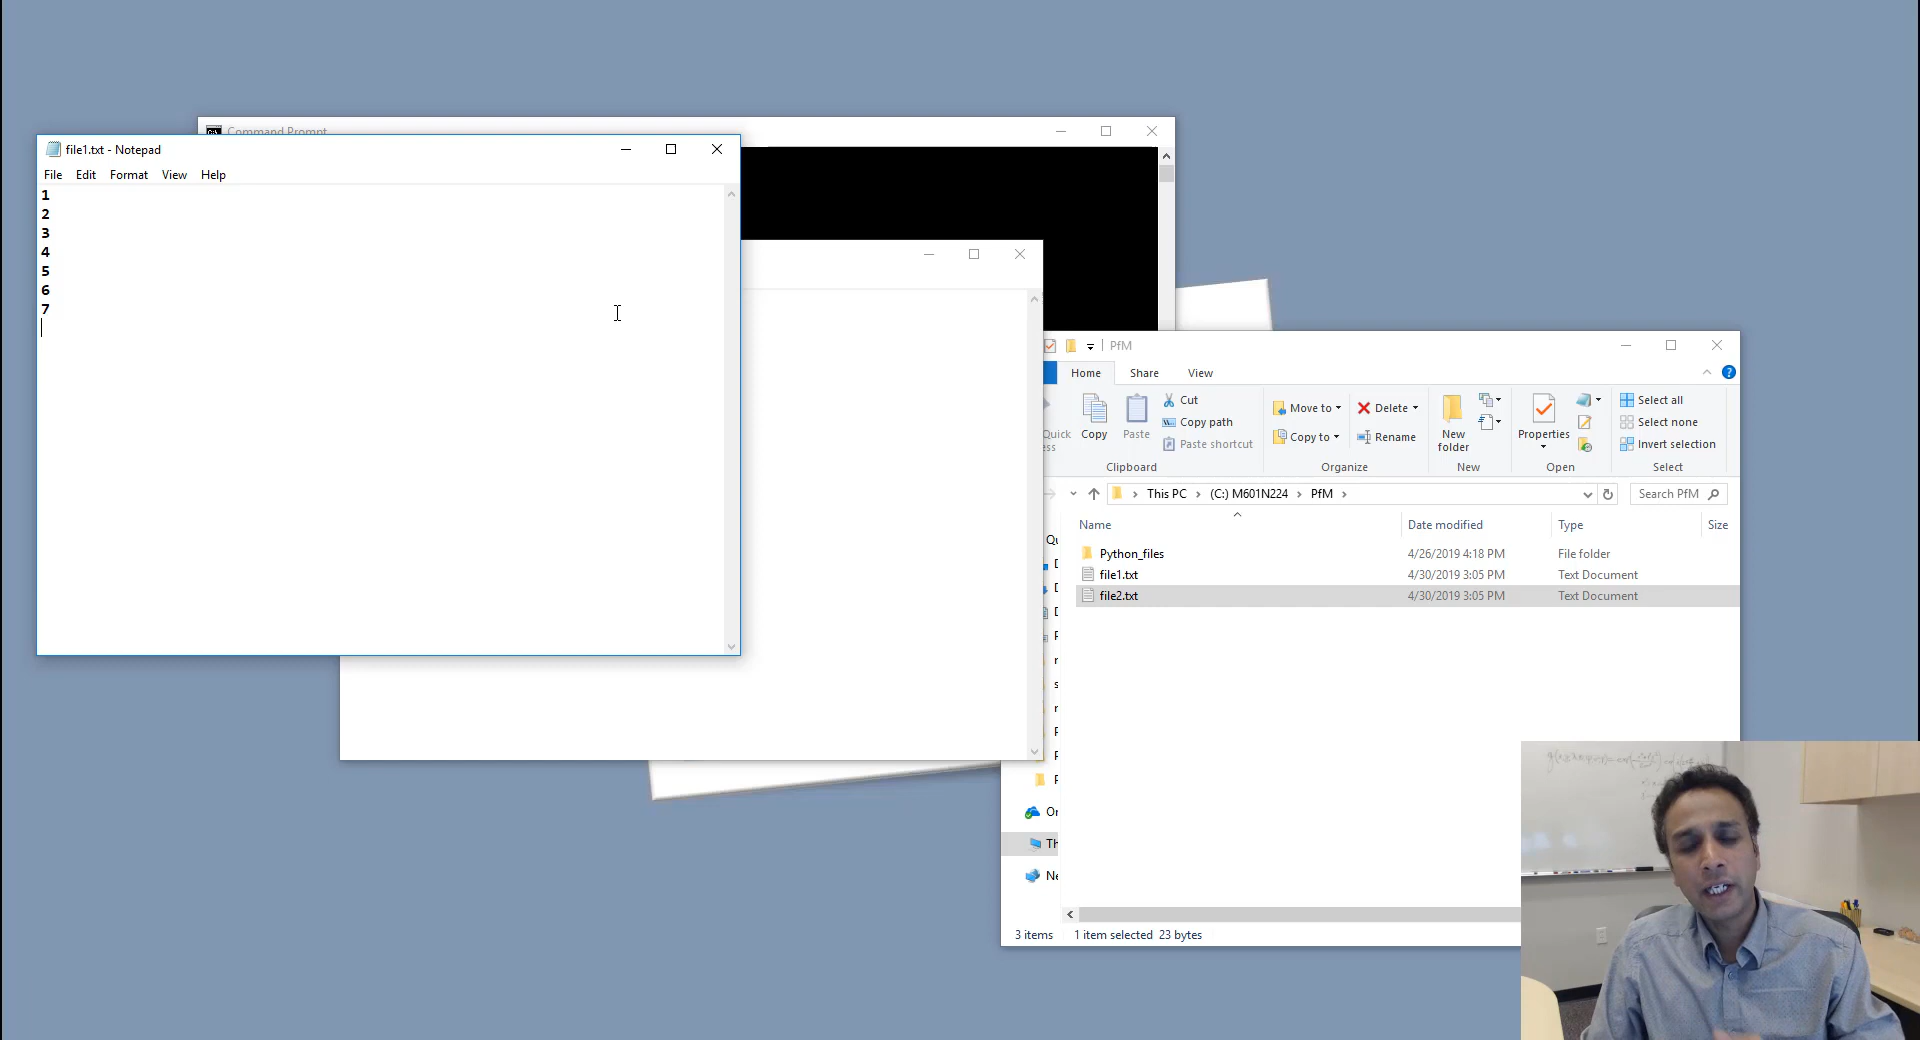 Command Prompt
file1.txt - Notepad
File Edit Format View Help
1
2
3
4
5
6
7
PfM
Home Share View
Copy
Paste
Cut
Copy path
Paste shortcut
Move to
Copy to
Delete
Rename
New folder
Properties
Select all
Select none
Invert selection
Clipboard Organize New Open Select
This PC > (C:) M601N224 > PfM >
Search PfM
Name Date modified Type Size
Python_files 4/26/2019 4:18 PM File folder
file1.txt 4/30/2019 3:05 PM Text Document
file2.txt 4/30/2019 3:05 PM Text Document
3 items 1 item selected 23 bytes